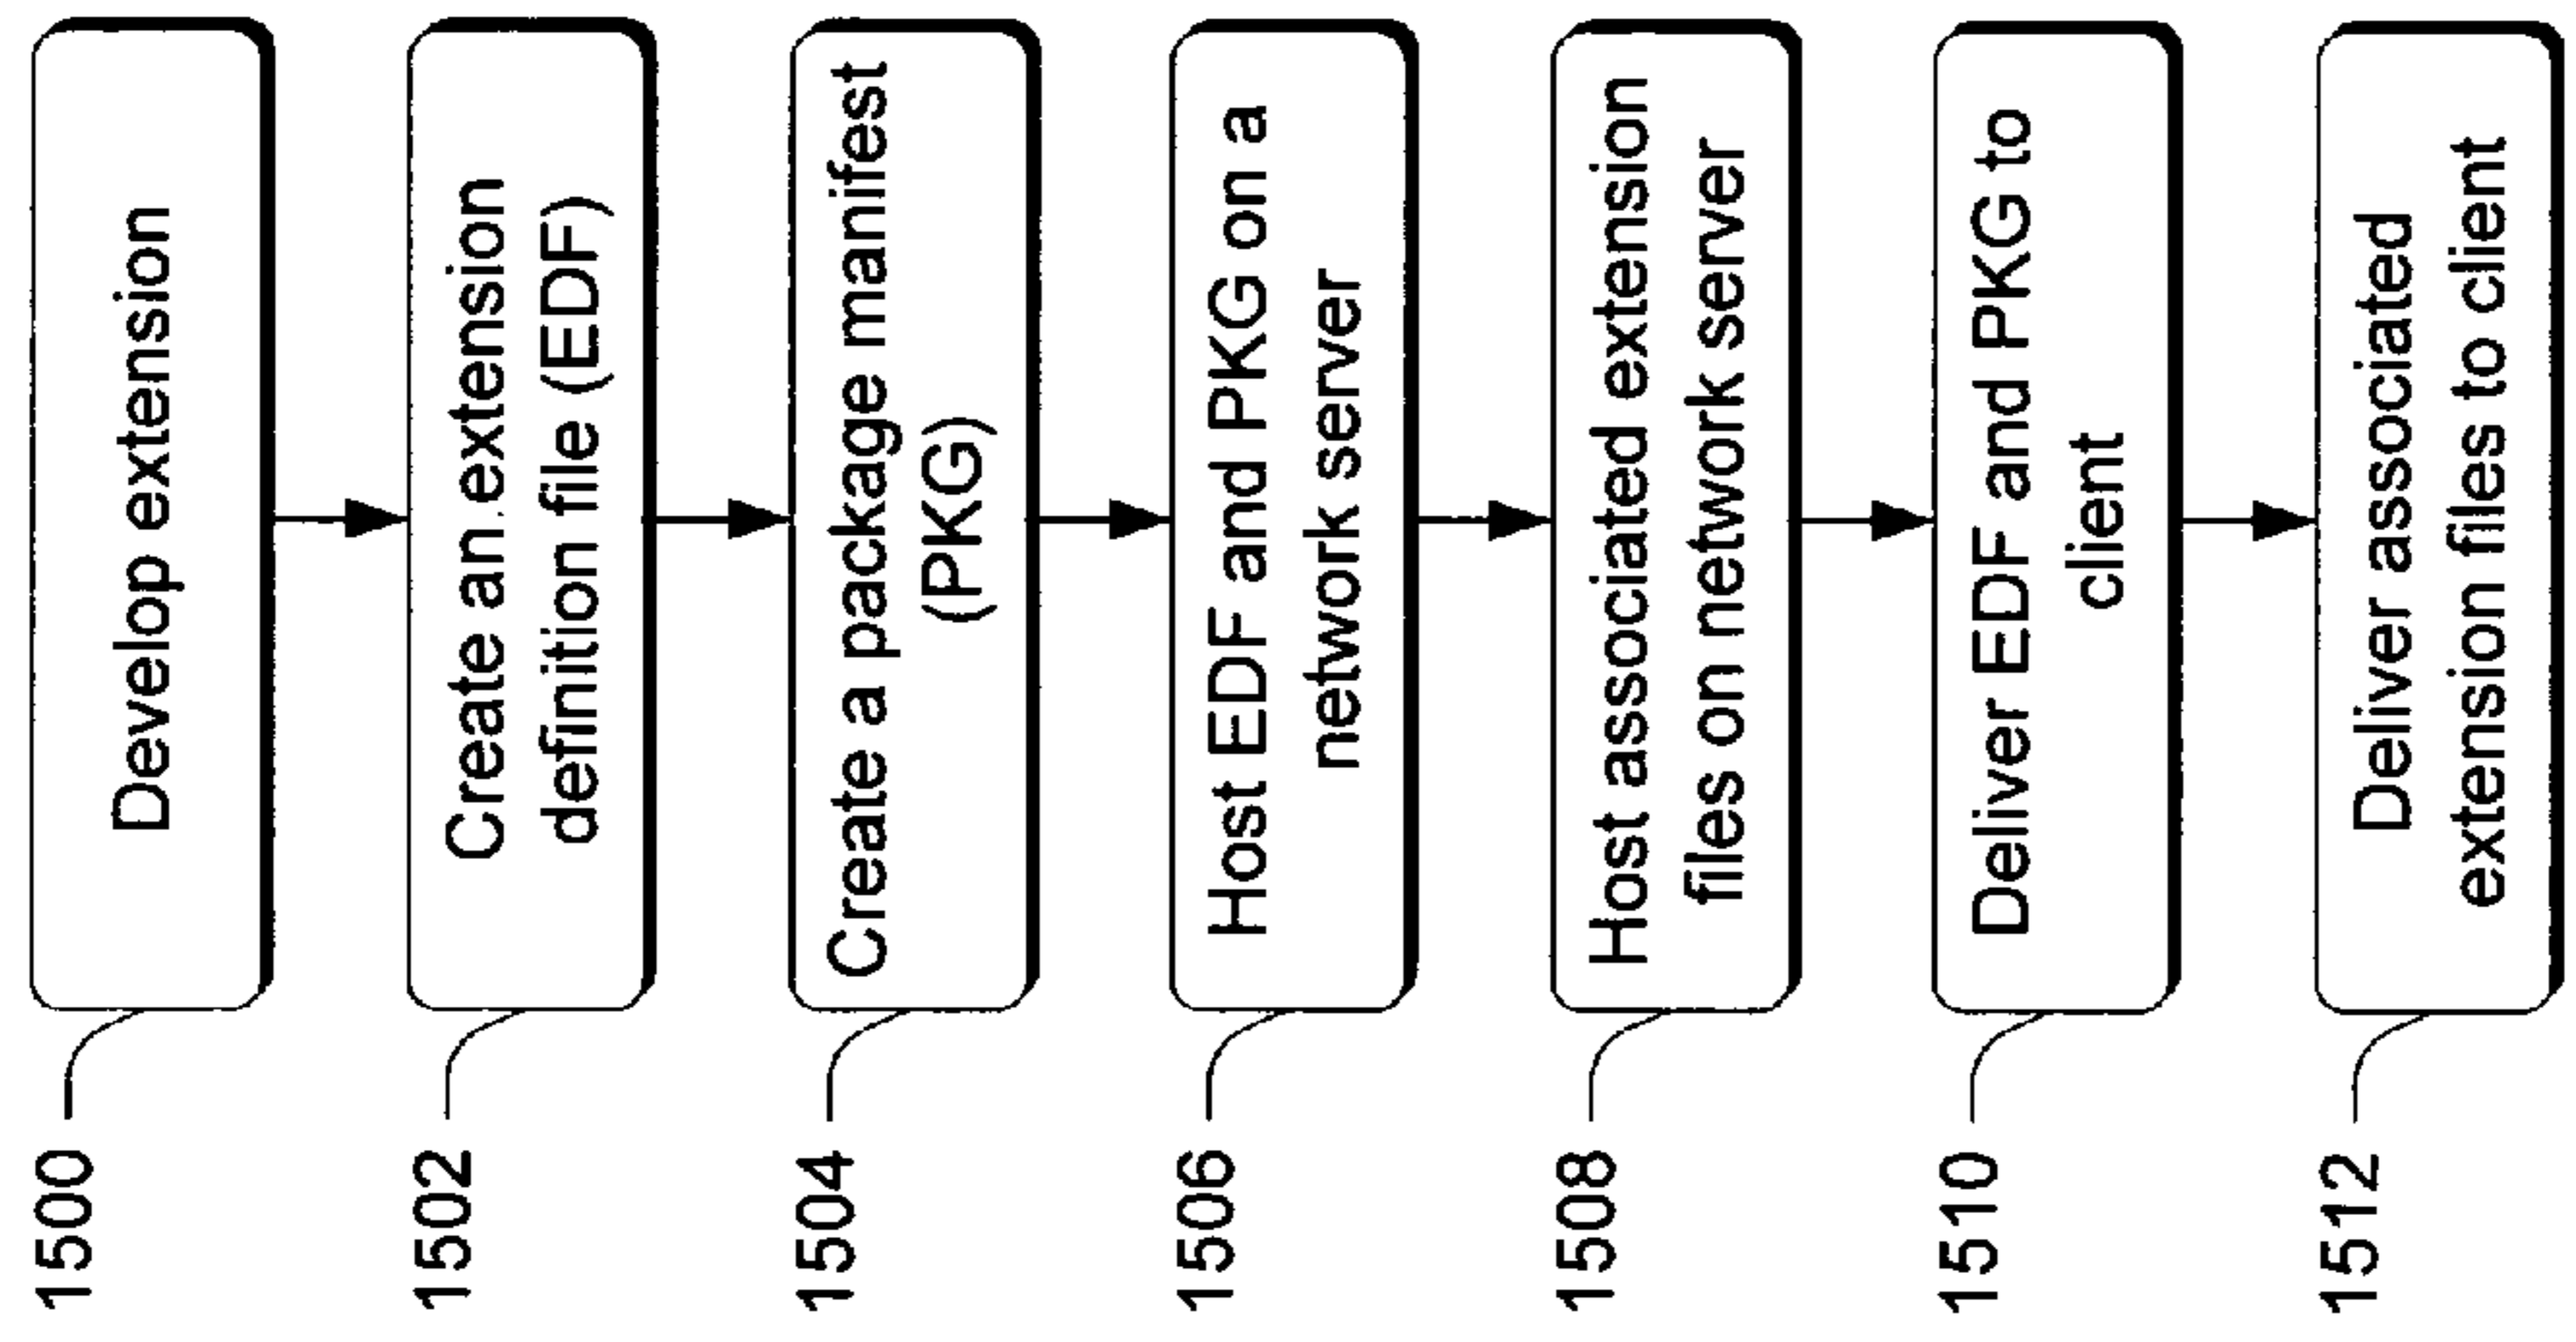 1500
Develop extension
1502
Create an extension
definition file (EDF)
1504
Create a package manifest
(PKG)
1506
Host EDF and PKG on a
network server
1508
Host associated extension
files on network server
1510
Deliver EDF and PKG to
client
1512
Deliver associated
extension files to client